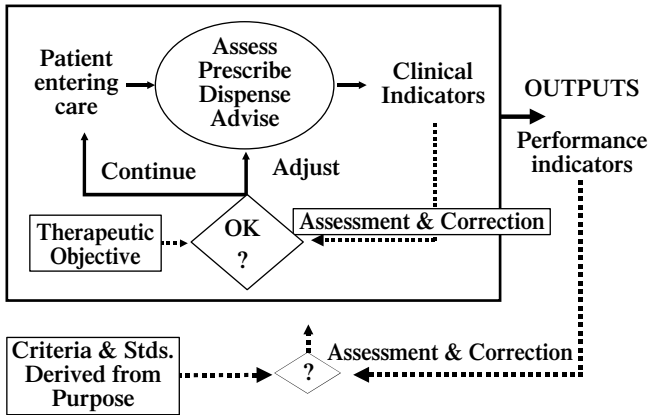 Patient
entering
care
Assess
Prescribe
Dispense
Advise
Clinical
Indicators
OUTPUTS
Performance
indicators
Continue
Adjust
Therapeutic
Objective
OK
?
Assessment & Correction
Criteria & Stds.
Derived from
Purpose
?
Assessment & Correction